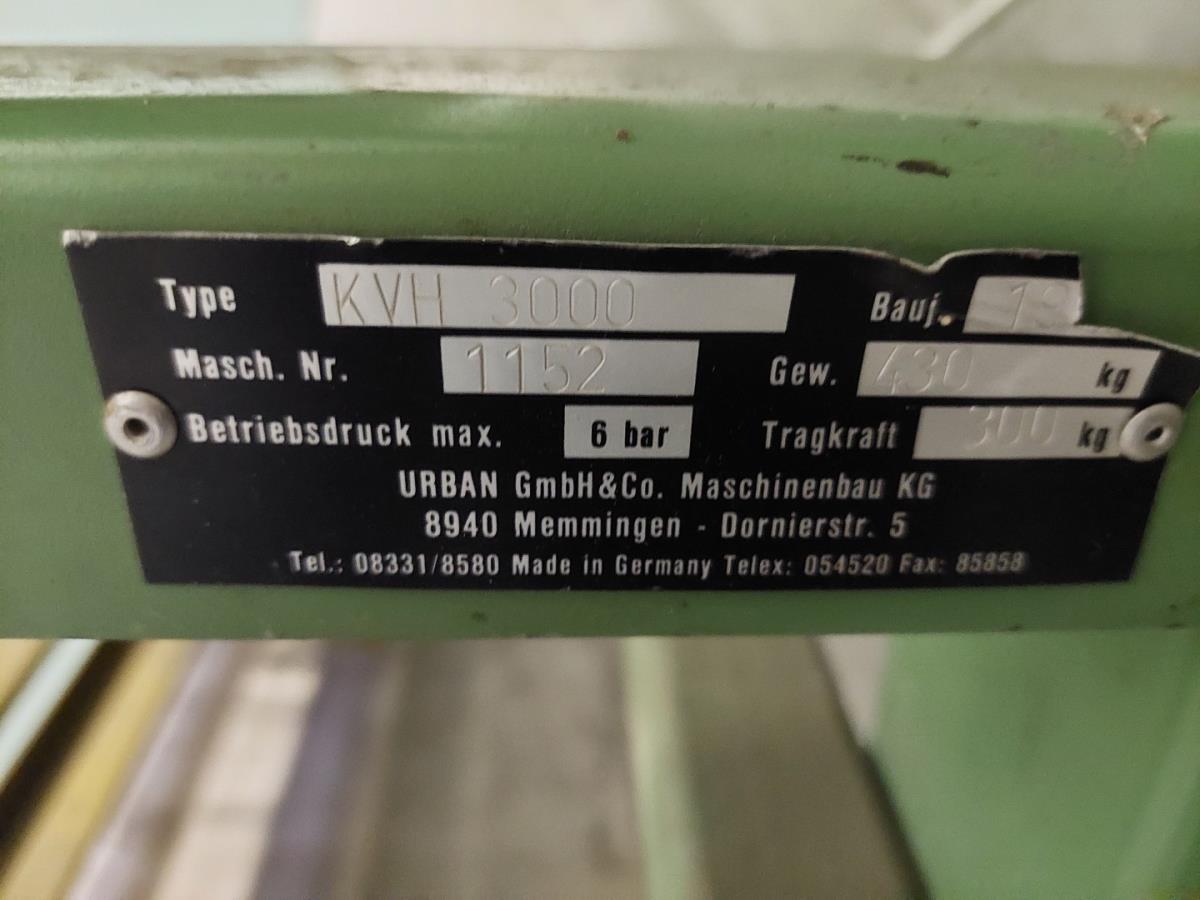 Type KVH 3000 Bauj. 19
Masch. Nr. 1152 Gew. 430 kg
Betriebsdruck max. 6 bar Tragkraft 300 kg
URBAN GmbH&Co. Maschinenbau KG
8940 Memmingen - Dornierstr. 5
Tel.: 08331/8580 Made in Germany Telex: 054520 Fax: 85858